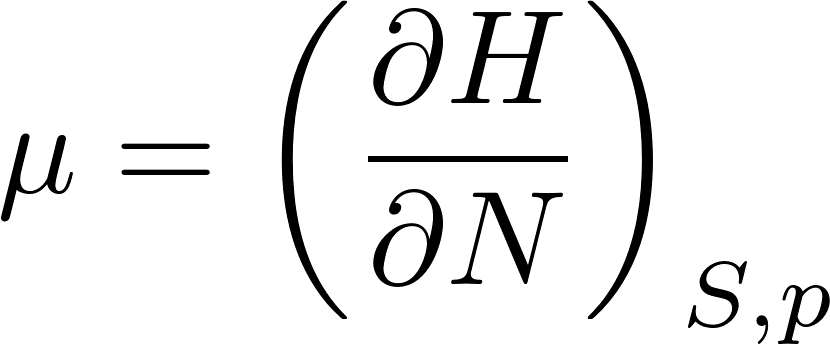 μ = (∂H/∂N)_{S,p}